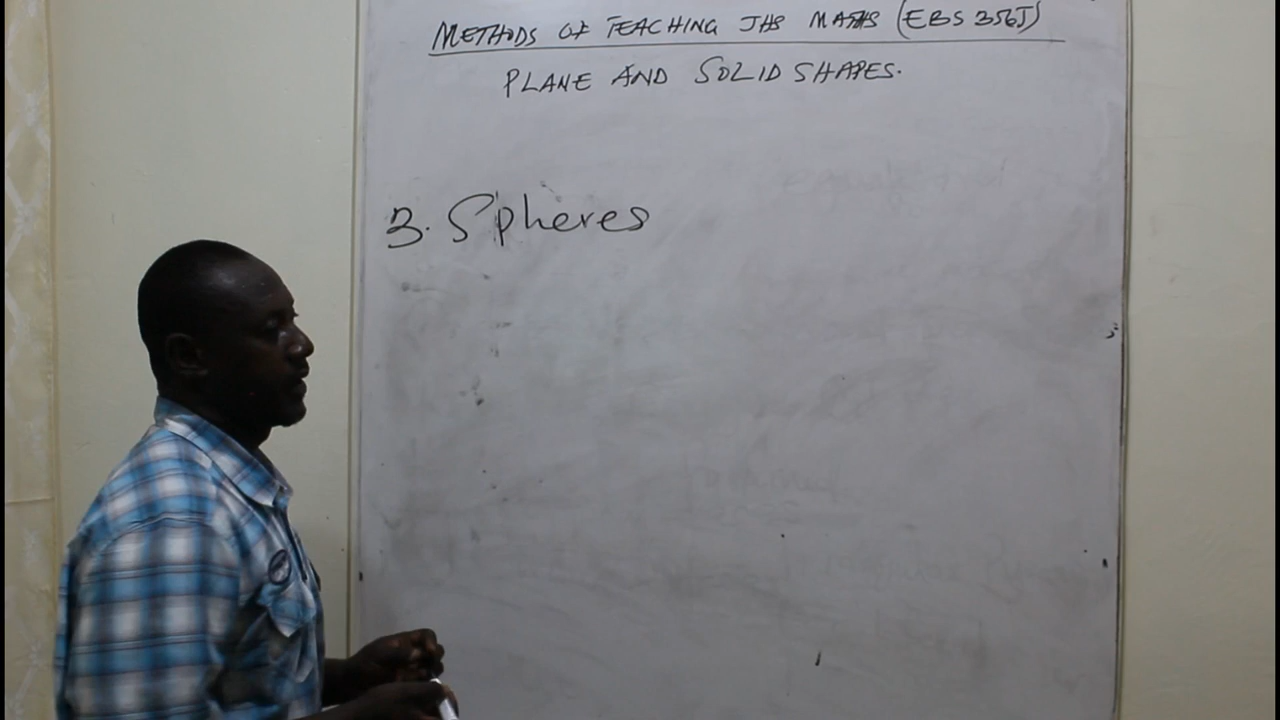 METHODS OF TEACHING JHS MATHS (EBS 356J)
PLANE AND SOLID SHAPES.
3. Spheres